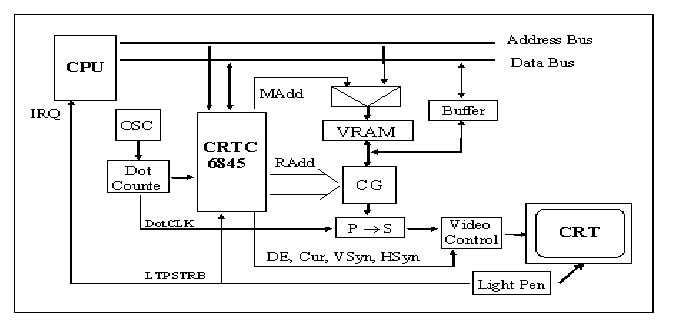 Address Bus
CPU
Data Bus
MAdd
IRQ
Buffer
OSC
VRAM
CRTC
6845
RAdd
Dot
Counte
CG
DotCLK
P → S
Video
Control
CRT
DE, Cur, VSyn, HSyn
LTPSTRB
Light Pen